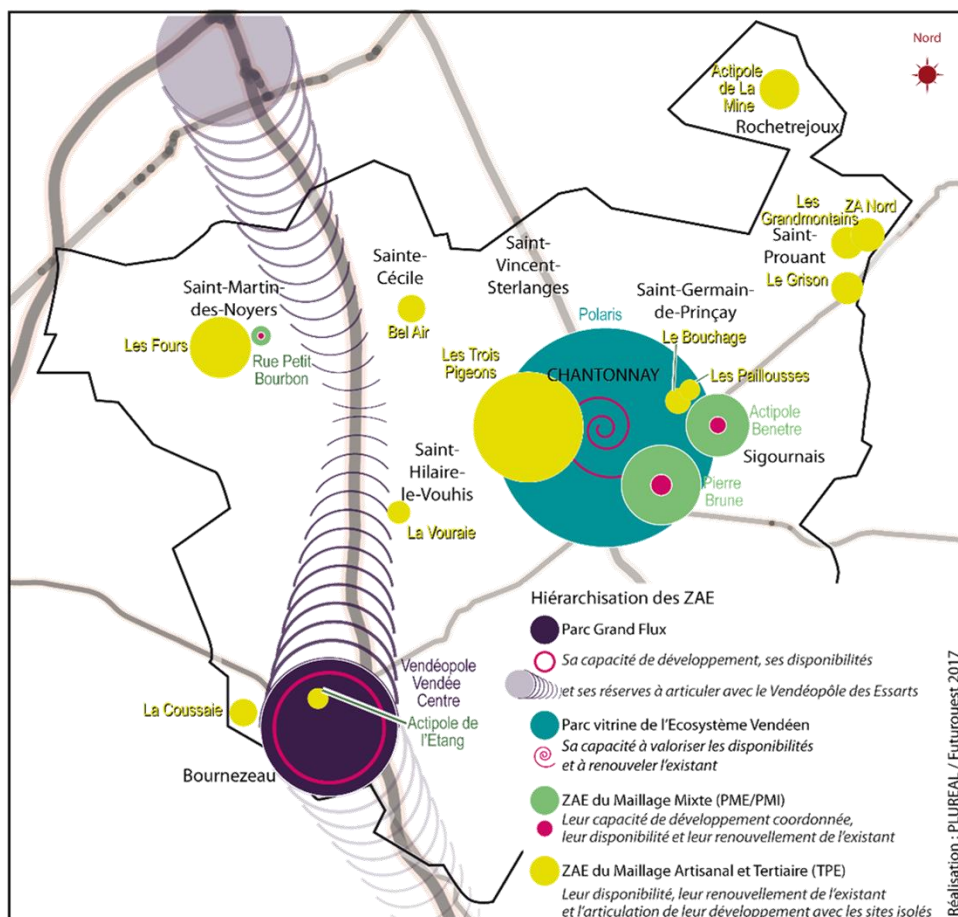 Nord
Actipole
de La
Mine
Rochetrejoux
Les
Grandmontains
ZA Nord
Saint-
Prouant
Le Grison
Saint-
Vincent-
Sterlanges
Sainte-
Cécile
Bel Air
Saint-Martin-
des-Noyers
Les Fours
Rue Petit
Bourbon
Saint-Germain-
de-Prinçay
Le Bouchage
Les Paillousses
Polaris
Les Trois
Pigeons
CHANTONNAY
Actipole
Benetre
Sigournais
Pierre
Brune
Saint-
Hilaire-
le-Vouhis
La Vouraie
Vendéopole
Vendée
Centre
Actipole de
l'Etang
La Coussaie
Bournezeau
Hiérarchisation des ZAE
Parc Grand Flux
Sa capacité de développement, ses disponibilités
et ses réserves à articuler avec le Vendéopôle des Essarts
Parc vitrine de l'Ecosystème Vendéen
Sa capacité à valoriser les disponibilités
et à renouveler l'existant
ZAE du Maillage Mixte (PME/PMI)
Leur capacité de développement coordonnée,
leur disponibilité et leur renouvellement de l'existant
ZAE du Maillage Artisanal et Tertiaire (TPE)
Leur disponibilité, leur renouvellement de l'existant
et l'articulation de leur développement avec les sites isolés
Réalisation : PLUREAL / Futurouest 2017